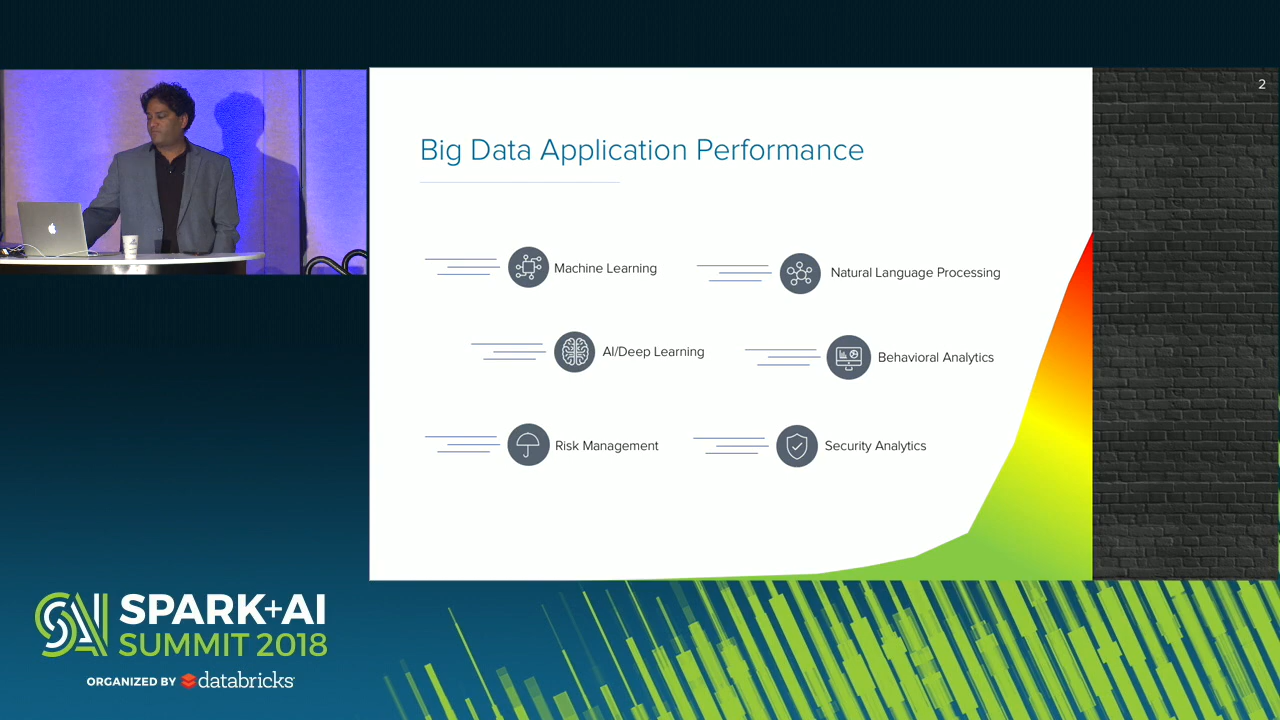 2
Big Data Application Performance
Machine Learning
Natural Language Processing
AI/Deep Learning
Behavioral Analytics
Risk Management
Security Analytics
SPARK+AI
SUMMIT 2018
ORGANIZED BY databricks